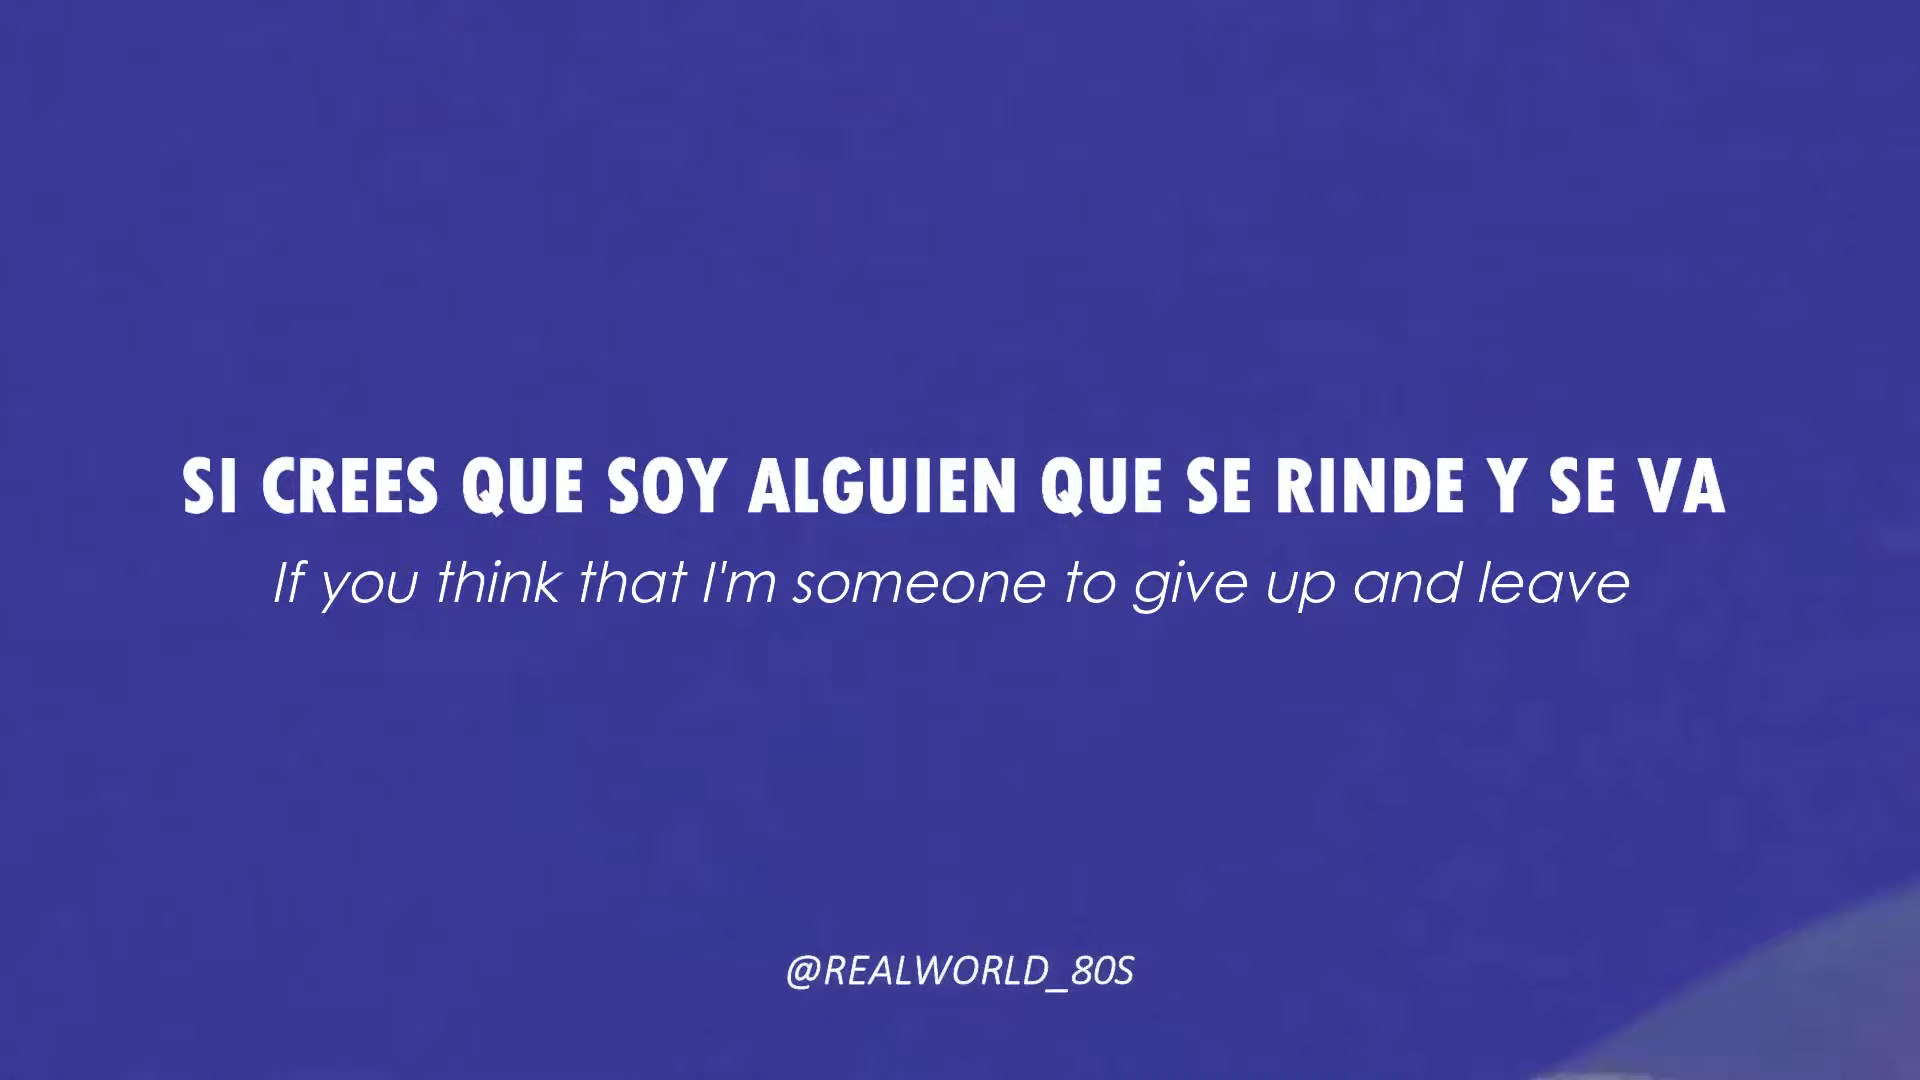 SI CREES QUE SOY ALGUIEN QUE SE RINDE Y SE VA
If you think that I'm someone to give up and leave
@REALWORLD_80S